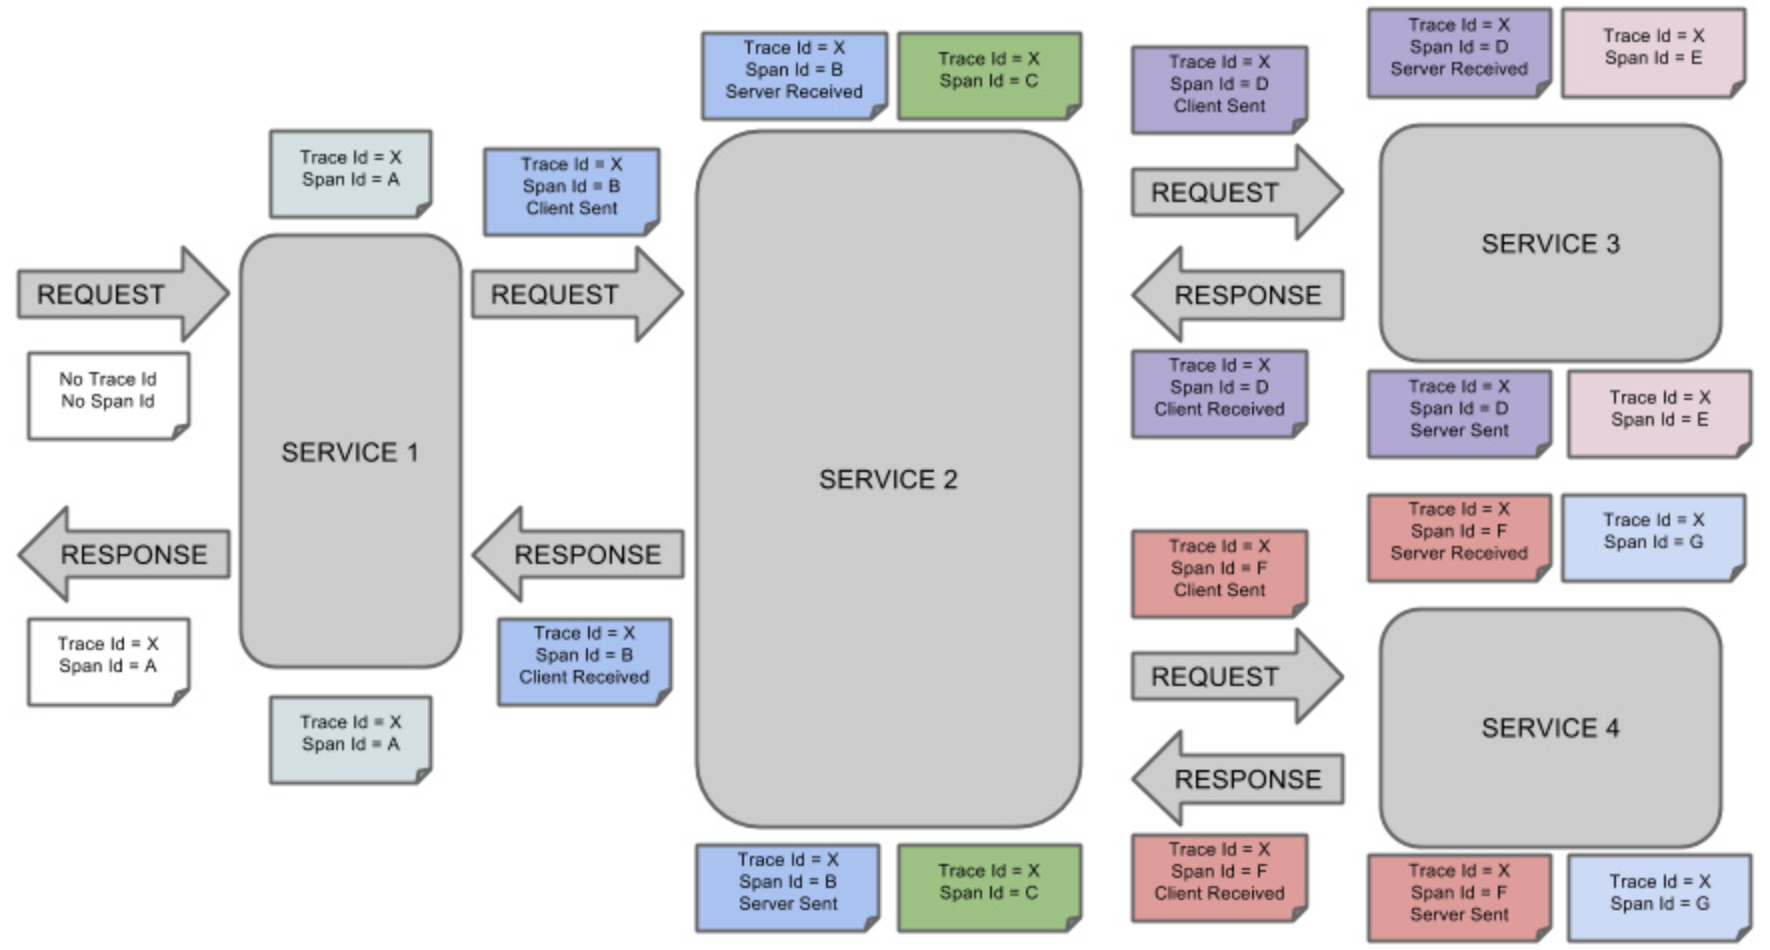 Trace Id = X
Span Id = A
REQUEST
No Trace Id
No Span Id
SERVICE 1
RESPONSE
Trace Id = X
Span Id = A
Trace Id = X
Span Id = A
Trace Id = X
Span Id = B
Client Sent
REQUEST
RESPONSE
Trace Id = X
Span Id = B
Client Received
Trace Id = X
Span Id = B
Server Received
Trace Id = X
Span Id = C
SERVICE 2
Trace Id = X
Span Id = B
Server Sent
Trace Id = X
Span Id = C
Trace Id = X
Span Id = D
Client Sent
REQUEST
RESPONSE
Trace Id = X
Span Id = D
Client Received
Trace Id = X
Span Id = D
Server Received
Trace Id = X
Span Id = E
SERVICE 3
Trace Id = X
Span Id = D
Server Sent
Trace Id = X
Span Id = E
Trace Id = X
Span Id = F
Client Sent
REQUEST
RESPONSE
Trace Id = X
Span Id = F
Client Received
Trace Id = X
Span Id = F
Server Received
Trace Id = X
Span Id = G
SERVICE 4
Trace Id = X
Span Id = F
Server Sent
Trace Id = X
Span Id = G